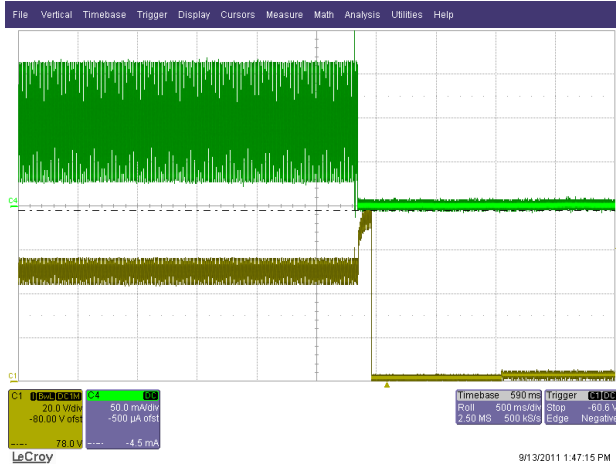 File Vertical Timebase Trigger Display Cursors Measure Math Analysis Utilities Help
C4
C1
C1 BwL DC1M
20.0 V/div
-80.00 V ofst
78.0 V
C4 DC
50.0 mA/div
-500 µA ofst
-4.5 mA
Timebase 590 ms
Roll 500 ms/div
2.50 MS 500 kS/s
Trigger C1 DC
Stop -60.6 V
Edge Negative
LeCroy
9/13/2011 1:47:15 PM